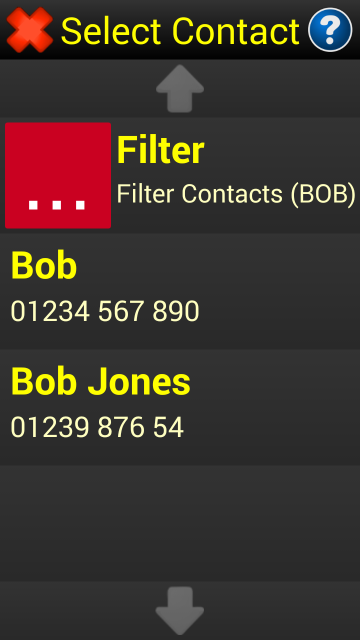 Select Contact ?
...
Filter
Filter Contacts (BOB)
Bob
01234 567 890
Bob Jones
01239 876 54